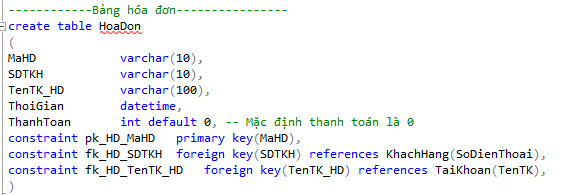 -------------Bảng hóa đơn----------------
create table HoaDon
(
MaHD varchar(10),
SDTKH varchar(10),
TenTK_HD varchar(100),
ThoiGian datetime,
ThanhToan int default 0, -- Mặc định thanh toán là 0
constraint pk_HD_MaHD primary key(MaHD),
constraint fk_HD_SDTKH foreign key(SDTKH) references KhachHang(SoDienThoai),
constraint fk_HD_TenTK_HD foreign key(TenTK_HD) references TaiKhoan(TenTK),
)